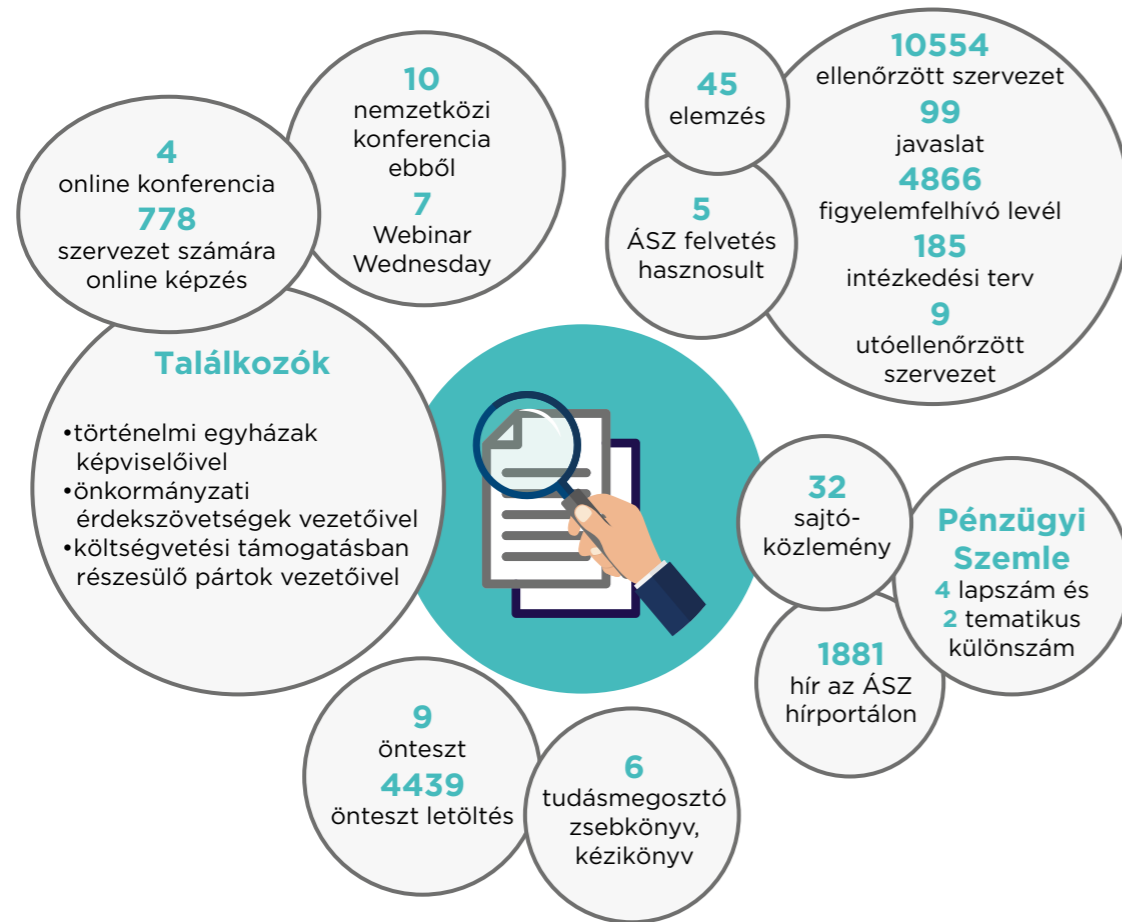 10
nemzetközi
konferencia
ebből
7
Webinar
Wednesday
4
online konferencia
778
szervezet számára
online képzés
45
elemzés
5
ÁSZ felvetés
hasznosult
10554
ellenőrzött szervezet
99
javaslat
4866
figyelemfelhívó levél
185
intézkedési terv
9
utóellenőrzött
szervezet
Találkozók
•történelmi egyházak
képviselőivel
•önkormányzati
érdekszövetségek vezetőivel
•költségvetési támogatásban
részesülő pártok vezetőivel
32
sajtó-
közlemény
Pénzügyi
Szemle
4 lapszám és
2 tematikus
különszám
1881
hír az ÁSZ
hírportálon
9
önteszt
4439
önteszt letöltés
6
tudásmegosztó
zsebkönyv,
kézikönyv